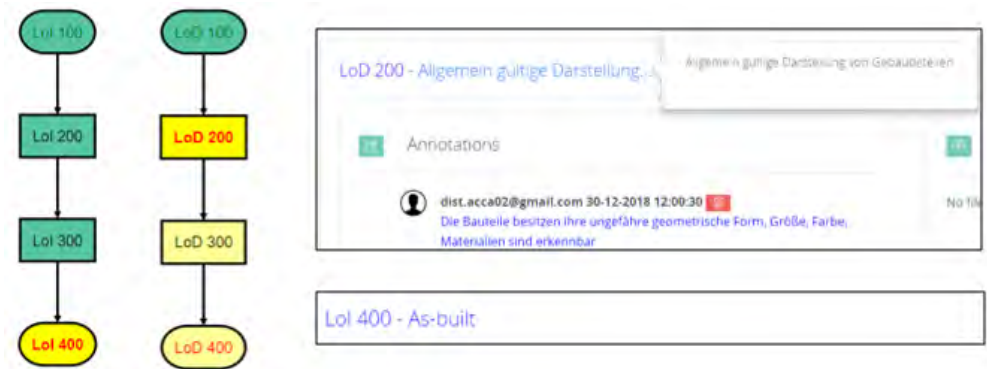 LoI 100
LoD 100
LoI 200
LoD 200
LoI 300
LoD 300
LoI 400
LoD 400
LoD 200 - Allgemein gültige Darstellung...
Allgemein gültige Darstellung von Gebäudeteilen
Annotations
dist.acca02@gmail.com 30-12-2018 12:00:30
Die Bauteile besitzen ihre ungefähre geometrische Form, Größe, Farbe,
Materialien sind erkennbar
No file
LoI 400 - As-built